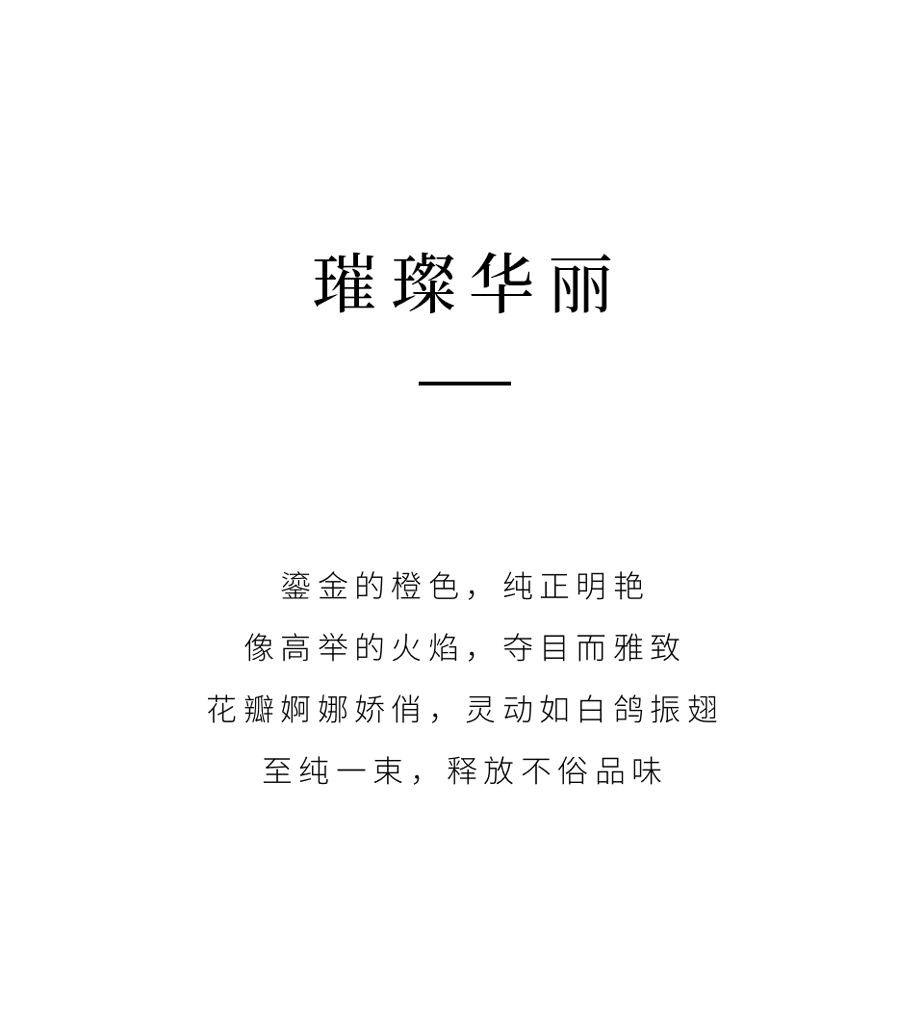 璀璨华丽
鎏金的橙色，纯正明艳
像高举的火焰，夺目而雅致
花瓣婀娜娇俏，灵动如白鸽振翅
至纯一束，释放不俗品味